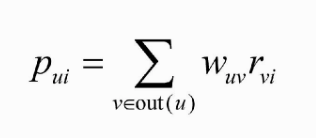 p_{ui} = \sum_{v \in \mathrm{out}(u)} w_{uv} r_{vi}